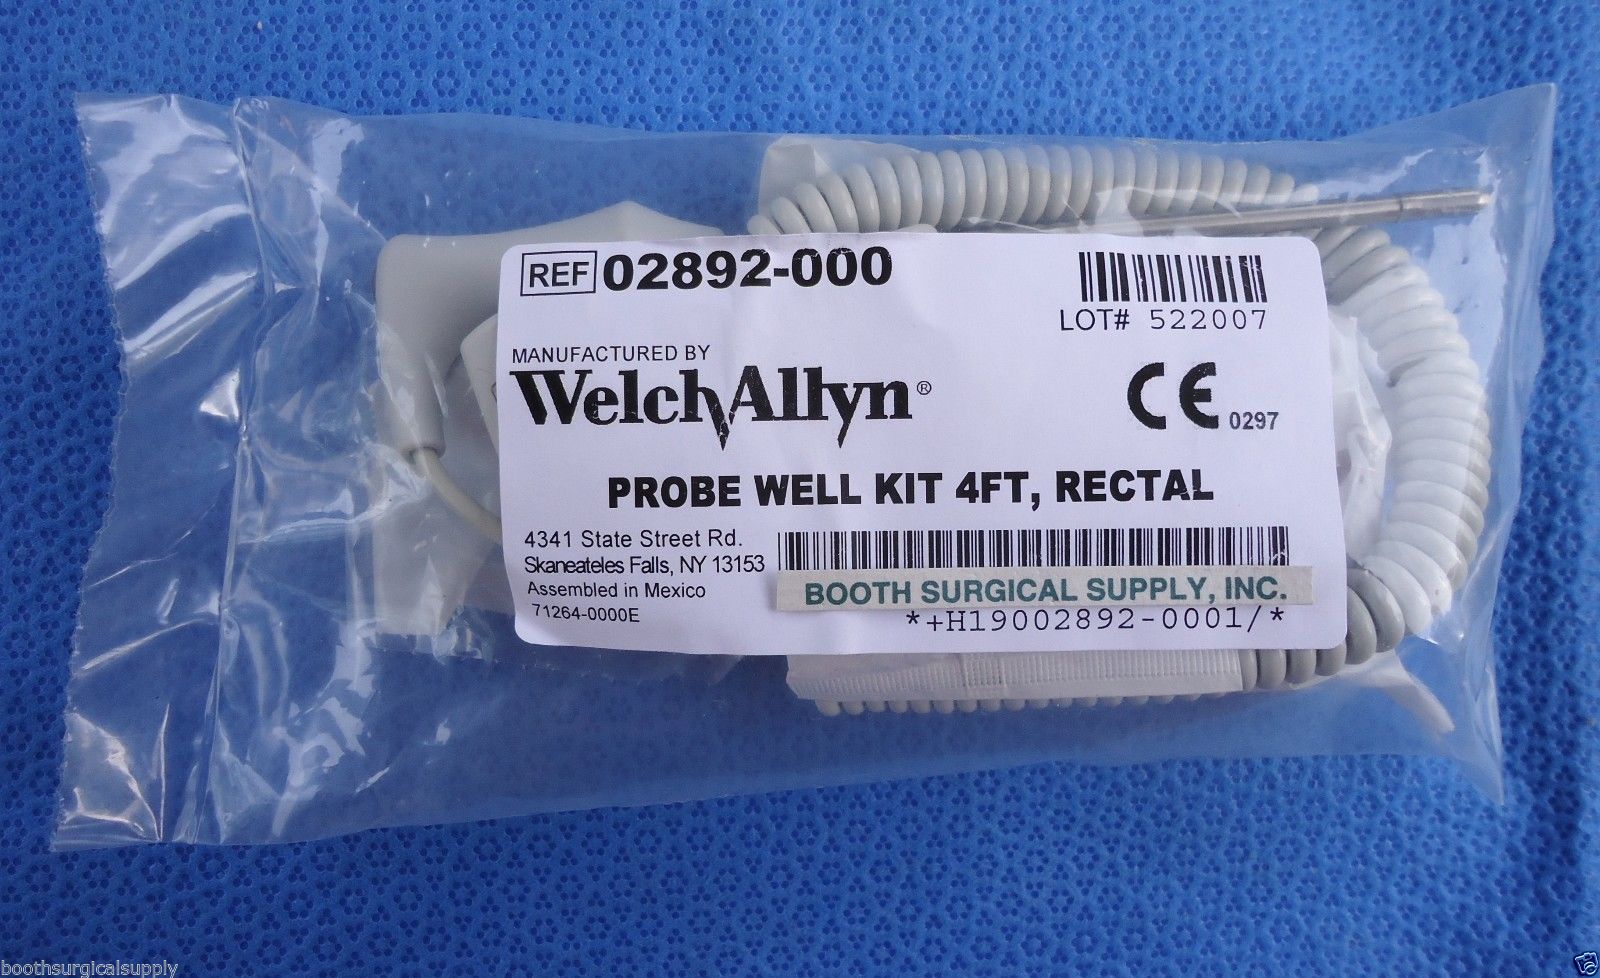 REF 02892-000
LOT# 522007
MANUFACTURED BY
WelchAllyn®
CE 0297
PROBE WELL KIT 4FT, RECTAL
4341 State Street Rd.
Skaneateles Falls, NY 13153
Assembled in Mexico
71264-0000E
BOOTH SURGICAL SUPPLY, INC.
*+H19002892-0001/*
boothsurgicalsupply